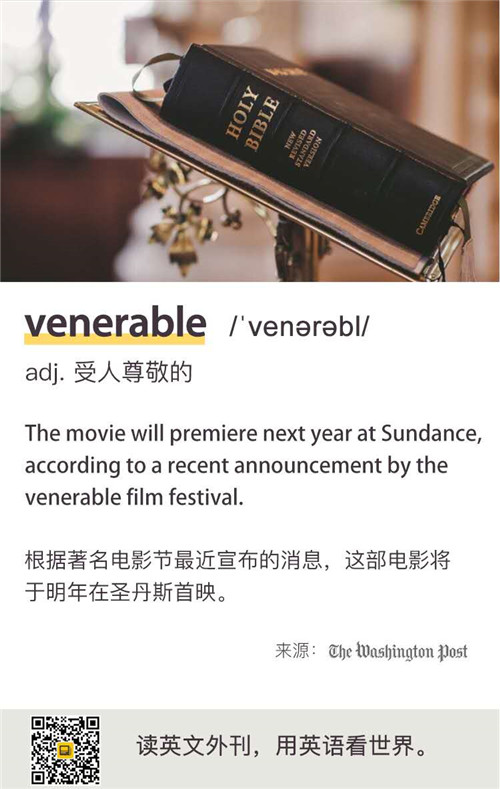 HOLY
BIBLE
NEW
REVISED
STANDARD
VERSION
CAMBRIDGE
venerable /ˈvenərəbl/
adj. 受人尊敬的
The movie will premiere next year at Sundance,
according to a recent announcement by the
venerable film festival.
根据著名电影节最近宣布的消息，这部电影将
于明年在圣丹斯首映。
来源： The Washington Post
读英文外刊，用英语看世界。